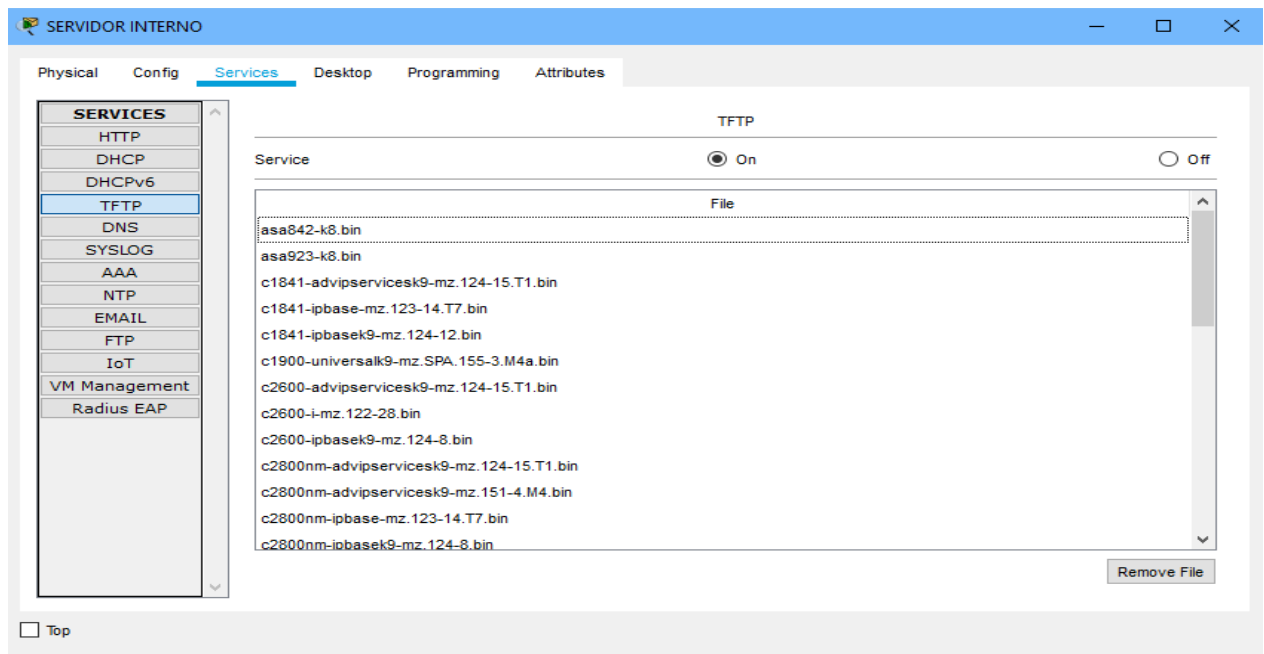 SERVIDOR INTERNO
Physical Config Services Desktop Programming Attributes
SERVICES
HTTP
DHCP
DHCPv6
TFTP
DNS
SYSLOG
AAA
NTP
EMAIL
FTP
IoT
VM Management
Radius EAP
TFTP
Service On Off
File
asa842-k8.bin
asa923-k8.bin
c1841-advipservicesk9-mz.124-15.T1.bin
c1841-ipbase-mz.123-14.T7.bin
c1841-ipbasek9-mz.124-12.bin
c1900-universalk9-mz.SPA.155-3.M4a.bin
c2600-advipservicesk9-mz.124-15.T1.bin
c2600-i-mz.122-28.bin
c2600-ipbasek9-mz.124-8.bin
c2800nm-advipservicesk9-mz.124-15.T1.bin
c2800nm-advipservicesk9-mz.151-4.M4.bin
c2800nm-ipbase-mz.123-14.T7.bin
c2800nm-ipbasek9-mz.124-8.bin
Remove File
Top